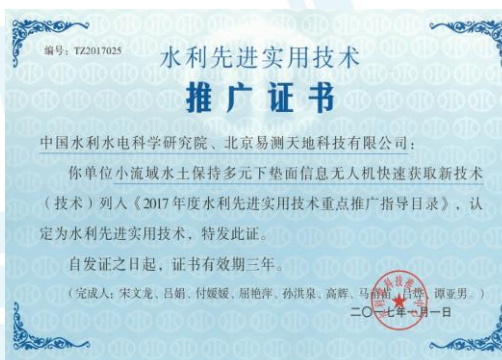 编号：TZ2017025
水利先进实用技术
推广证书
中国水利水电科学研究院、北京易测天地科技有限公司：
你单位小流域水土保持多元下垫面信息无人机快速获取新技术
（技术）列入《2017年度水利先进实用技术重点推广指导目录》，认
定为水利先进实用技术，特发此证。
自发证之日起，证书有效期三年。
（完成人：宋文龙、吕娟、付媛媛、屈艳萍、孙洪泉、高辉、马苗苗、吕烨、谭亚男。）
二〇一七年一月一日